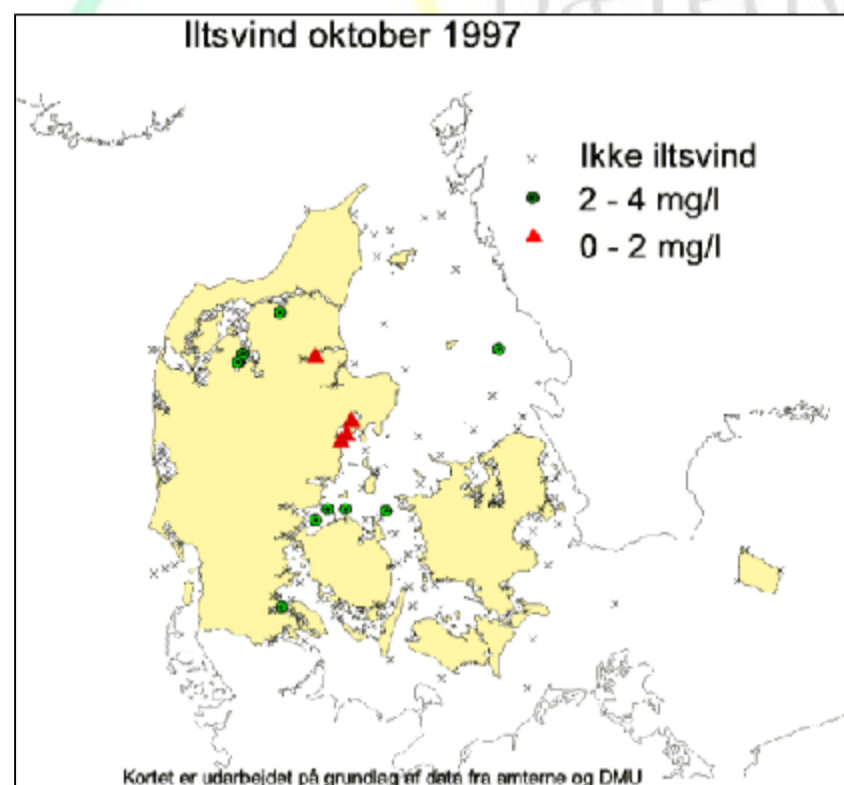 Iltsvind oktober 1997
Ikke iltsvind
2 - 4 mg/l
0 - 2 mg/l
Kortet er udarbejdet på grundlag af data fra amterne og DMU